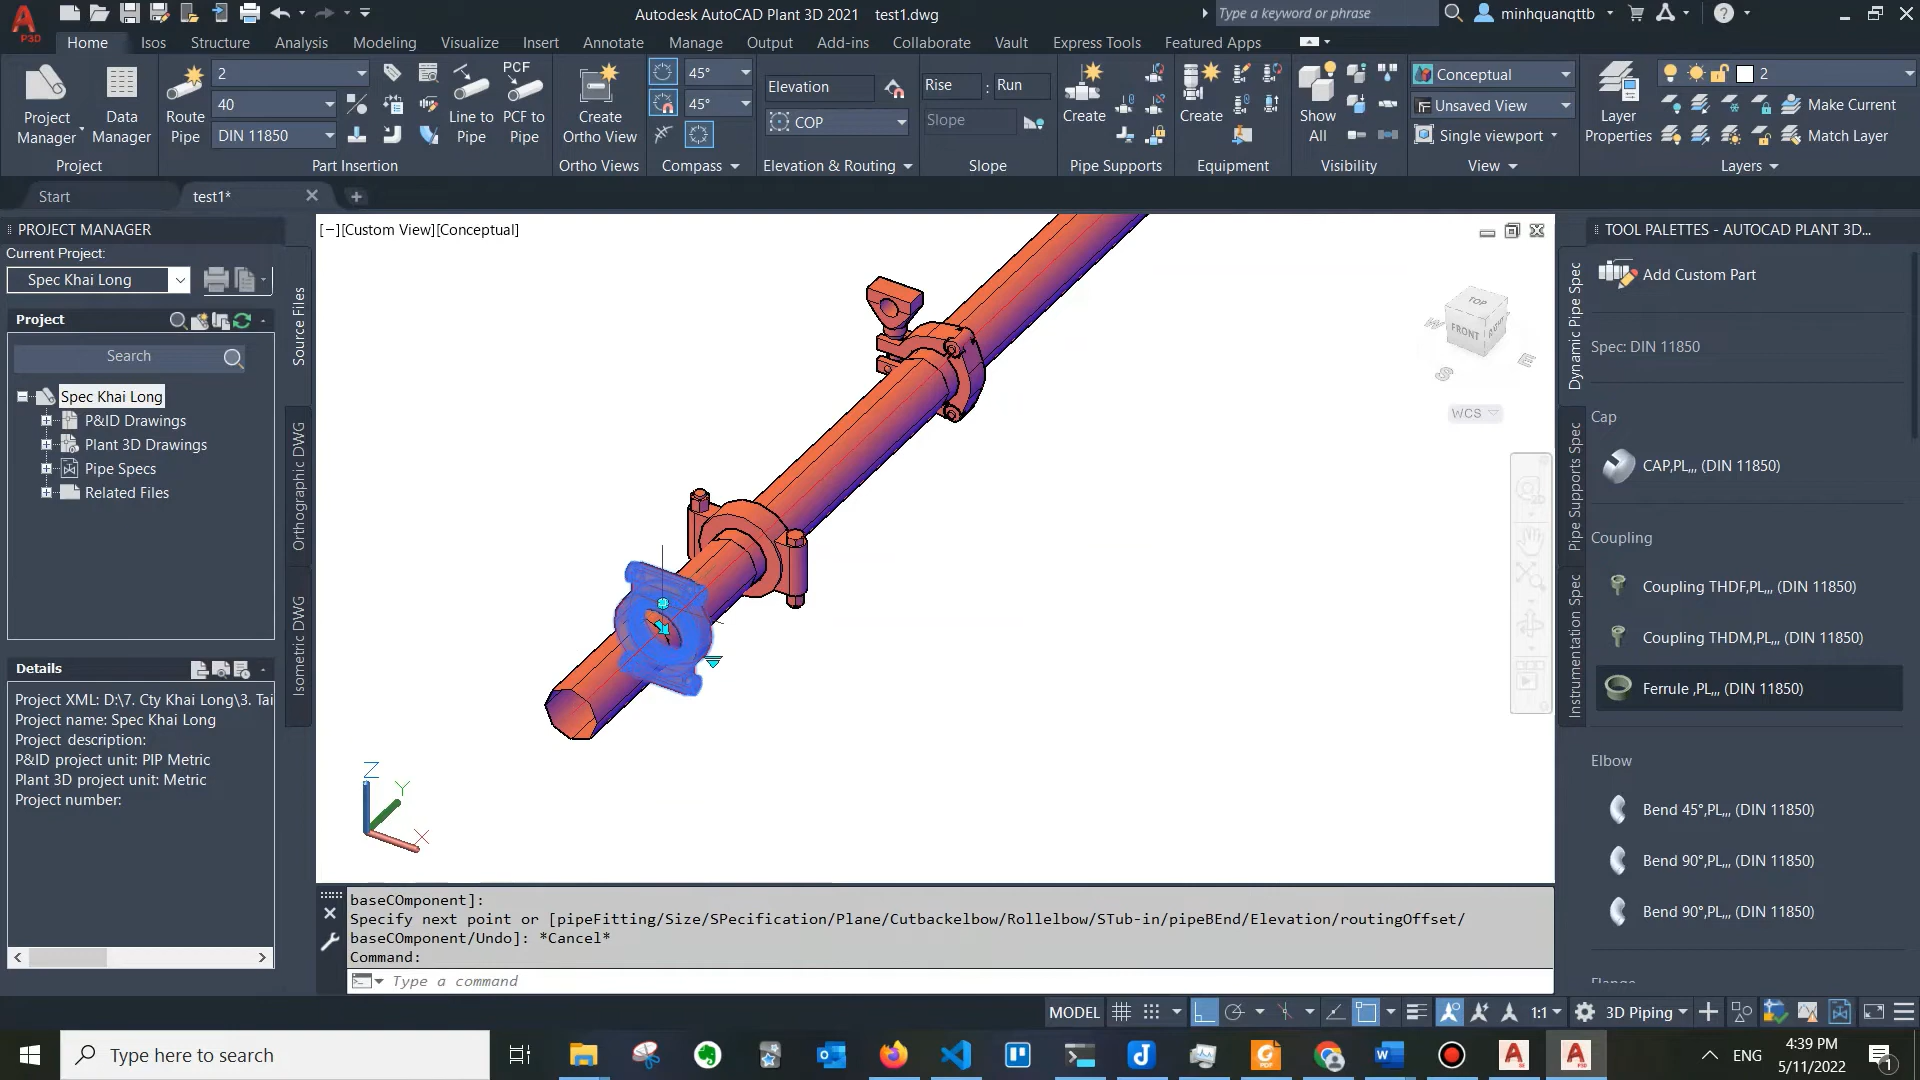 P3D
Autodesk AutoCAD Plant 3D 2021 test1.dwg
Type a keyword or phrase
minhquangttb
Home Isos Structure Analysis Modeling Visualize Insert Annotate Manage Output Add-ins Collaborate Vault Express Tools Featured Apps
Project Manager
Data Manager
Project
Route Pipe
2
40
DIN 11850
Line to Pipe
PCF
PCF to Pipe
Part Insertion
Create Ortho View
Ortho Views
45°
45°
Compass
Elevation
COP
Elevation & Routing
Rise : Run
Slope
Slope
Create
Pipe Supports
Create
Equipment
Show All
Visibility
Conceptual
Unsaved View
Single viewport
View
Layer Properties
2
Make Current
Match Layer
Layers
Start
test1*
PROJECT MANAGER
Current Project:
Spec Khai Long
Project
Search
Spec Khai Long
P&ID Drawings
Plant 3D Drawings
Pipe Specs
Related Files
Source Files
Orthographic DWG
Isometric DWG
Details
Project XML: D:\7. Cty Khai Long\3. Tai
Project name: Spec Khai Long
Project description:
P&ID project unit: PIP Metric
Plant 3D project unit: Metric
Project number:
[−][Custom View][Conceptual]
TOP
FRONT
RIGHT
W
S
E
WCS
Z
Y
X
TOOL PALETTES - AUTOCAD PLANT 3D...
Dynamic Pipe Spec
Pipe Supports Spec
Instrumentation Spec
Add Custom Part
Spec: DIN 11850
Cap
CAP,PL,,, (DIN 11850)
Coupling
Coupling THDF,PL,,, (DIN 11850)
Coupling THDM,PL,,, (DIN 11850)
Ferrule ,PL,,, (DIN 11850)
Elbow
Bend 45°,PL,,, (DIN 11850)
Bend 90°,PL,,, (DIN 11850)
Bend 90°,PL,,, (DIN 11850)
Flange
baseCOmponent]:
Specify next point or [pipeFitting/Size/SPecification/Plane/Cutbackelbow/Rollelbow/STub-in/pipeBEnd/Elevation/routingOffset/
baseCOmponent/Undo]: *Cancel*
Command:
Type a command
MODEL
1:1
3D Piping
Type here to search
ENG
4:39 PM
5/11/2022
1